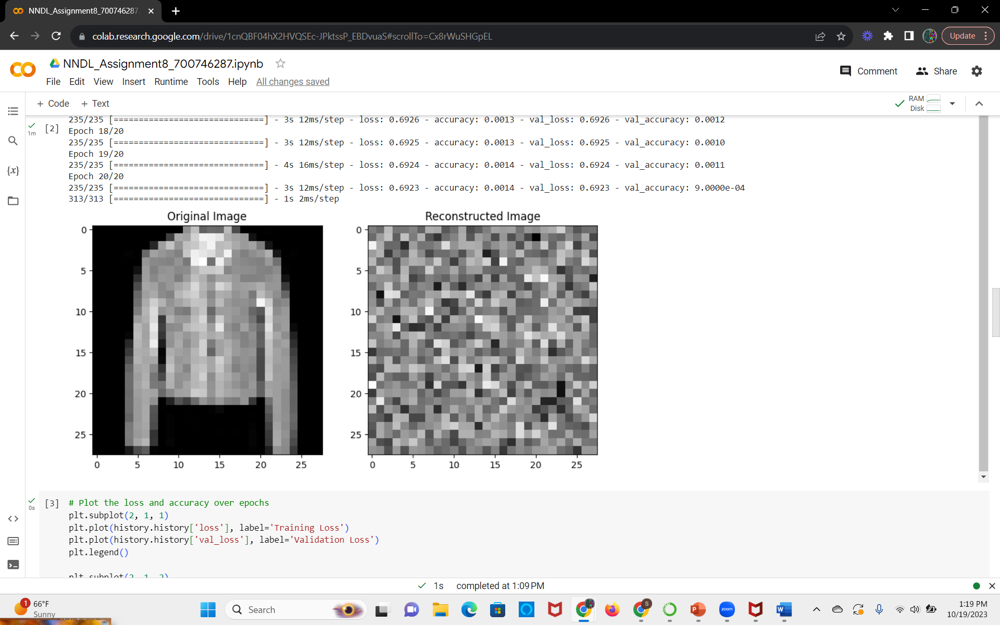 NNDL_Assignment8_700746287.
colab.research.google.com/drive/1cnQBF04hX2HVQSEc-JPktssP_EBDvuaS#scrollTo=Cx8rWuSHGpEL
Update
NNDL_Assignment8_700746287.ipynb
Comment
Share
File Edit View Insert Runtime Tools Help All changes saved
+ Code + Text
RAM
Disk
235/235 [==============================] - 3s 12ms/step - loss: 0.6926 - accuracy: 0.0013 - val_loss: 0.6926 - val_accuracy: 0.0012
[2]
1m
Epoch 18/20
235/235 [==============================] - 3s 12ms/step - loss: 0.6925 - accuracy: 0.0013 - val_loss: 0.6925 - val_accuracy: 0.0010
Epoch 19/20
235/235 [==============================] - 4s 16ms/step - loss: 0.6924 - accuracy: 0.0014 - val_loss: 0.6924 - val_accuracy: 0.0011
Epoch 20/20
235/235 [==============================] - 3s 12ms/step - loss: 0.6923 - accuracy: 0.0014 - val_loss: 0.6923 - val_accuracy: 9.0000e-04
313/313 [==============================] - 1s 2ms/step
Original Image
0
5
10
15
20
25
0 5 10 15 20 25
Reconstructed Image
0
5
10
15
20
25
0 5 10 15 20 25
{x}
[3]
0s
# Plot the loss and accuracy over epochs
plt.subplot(2, 1, 1)
plt.plot(history.history['loss'], label='Training Loss')
plt.plot(history.history['val_loss'], label='Validation Loss')
plt.legend()
plt.subplot(2, 1, 2)
1s completed at 1:09 PM
1
66°F
Sunny
Search
S
P
zoom
W
1:19 PM
10/19/2023